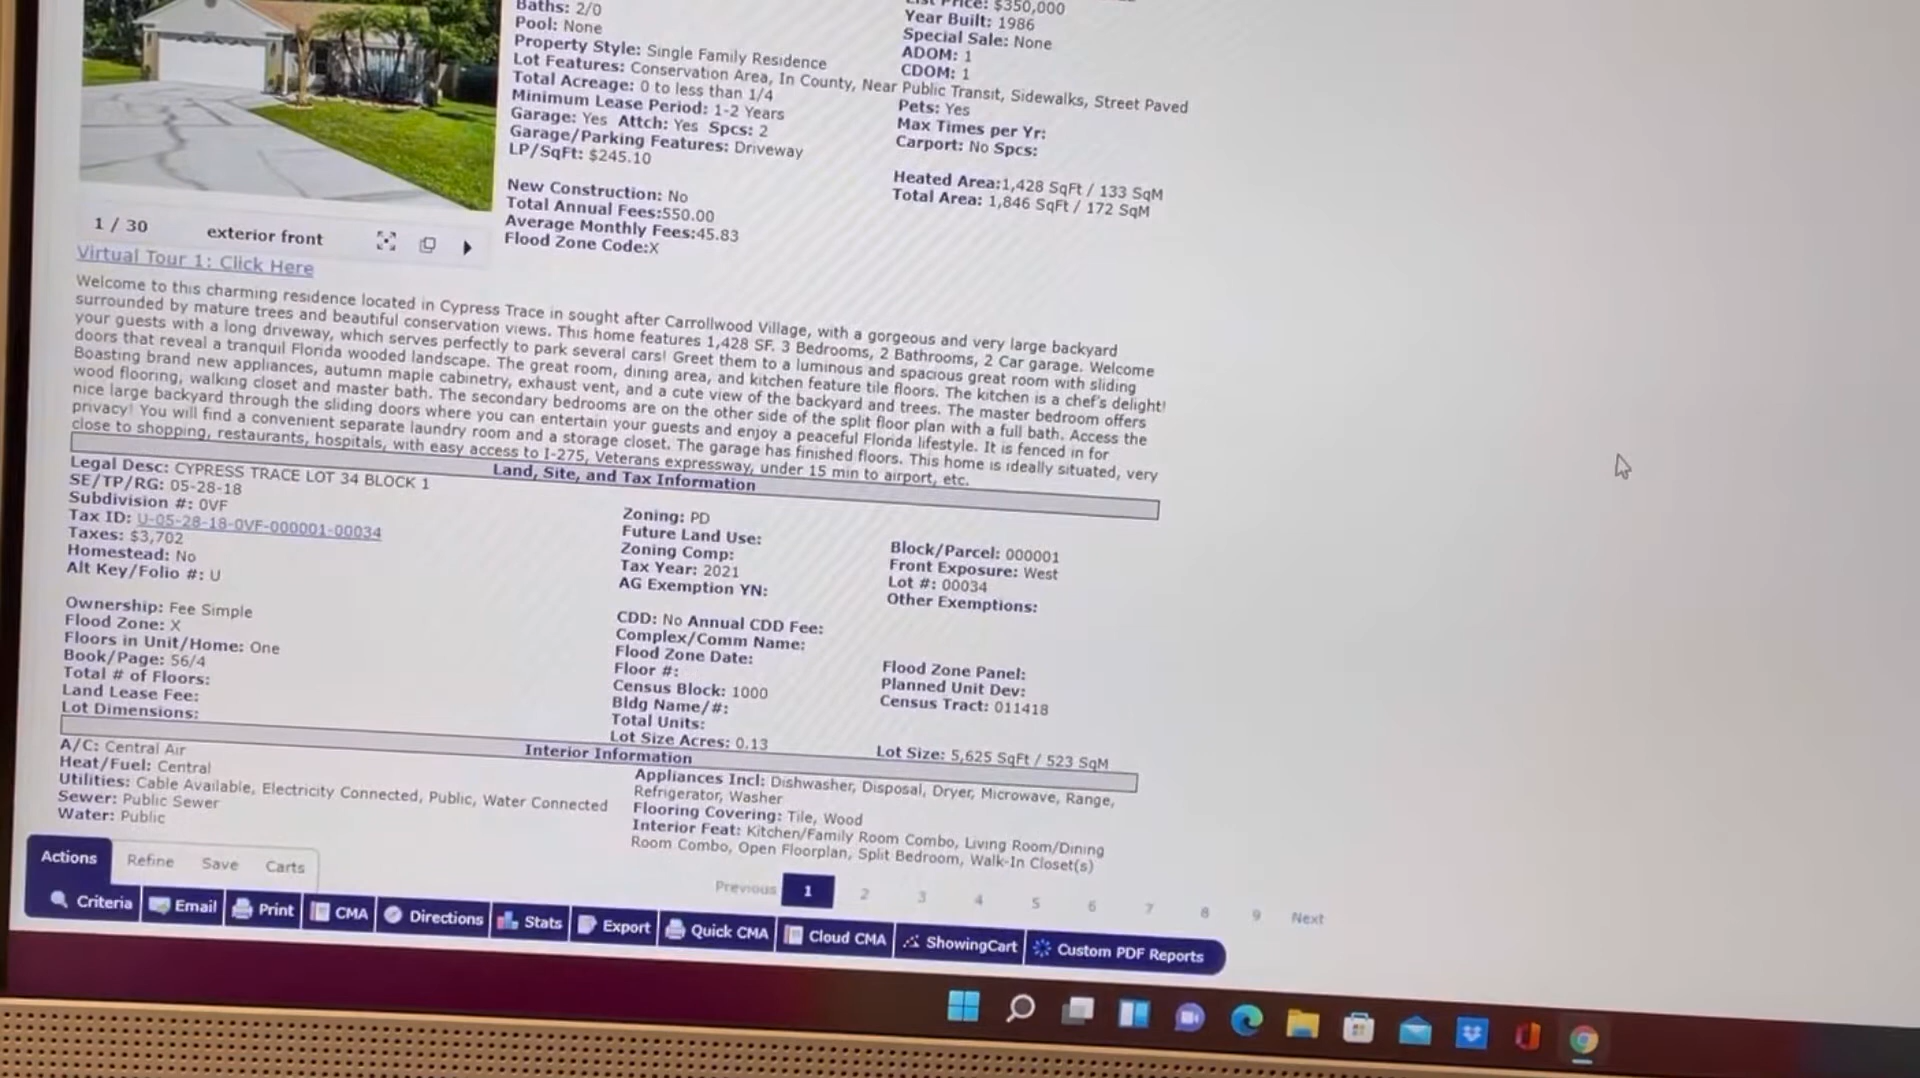 Baths: 2/0
Pool: None
Property Style: Single Family Residence
Lot Features: Conservation Area, In County, Near Public Transit, Sidewalks, Street Paved
Total Acreage: 0 to less than 1/4
Minimum Lease Period: 1-2 Years
Garage: Yes Attch: Yes Spcs: 2
Garage/Parking Features: Driveway
LP/SqFt: $245.10
New Construction: No
Total Annual Fees:550.00
Average Monthly Fees:45.83
Flood Zone Code:X
List Price: $350,000
Year Built: 1986
Special Sale: None
ADOM: 1
CDOM: 1
Pets: Yes
Max Times per Yr:
Carport: No Spcs:
Heated Area:1,428 SqFt / 133 SqM
Total Area: 1,846 SqFt / 172 SqM
1 / 30 exterior front
Virtual Tour 1: Click Here
Welcome to this charming residence located in Cypress Trace in sought after Carrollwood Village, with a gorgeous and very large backyard
surrounded by mature trees and beautiful conservation views. This home features 1,428 SF. 3 Bedrooms, 2 Bathrooms, 2 Car garage. Welcome
your guests with a long driveway, which serves perfectly to park several cars! Greet them to a luminous and spacious great room with sliding
doors that reveal a tranquil Florida wooded landscape. The great room, dining area, and kitchen feature tile floors. The kitchen is a chef's delight!
Boasting brand new appliances, autumn maple cabinetry, exhaust vent, and a cute view of the backyard and trees. The master bedroom offers
wood flooring, walking closet and master bath. The secondary bedrooms are on the other side of the split floor plan with a full bath. Access the
nice large backyard through the sliding doors where you can entertain your guests and enjoy a peaceful Florida lifestyle. It is fenced in for
privacy! You will find a convenient separate laundry room and a storage closet. The garage has finished floors. This home is ideally situated, very
close to shopping, restaurants, hospitals, with easy access to I-275, Veterans expressway, under 15 min to airport, etc.
Land, Site, and Tax Information
Legal Desc: CYPRESS TRACE LOT 34 BLOCK 1
SE/TP/RG: 05-28-18
Subdivision #: 0VF
Tax ID: U-05-28-18-0VF-000001-00034
Taxes: $3,702
Homestead: No
Alt Key/Folio #: U
Ownership: Fee Simple
Flood Zone: X
Floors in Unit/Home: One
Book/Page: 56/4
Total # of Floors:
Land Lease Fee:
Lot Dimensions:
Zoning: PD
Future Land Use:
Zoning Comp:
Tax Year: 2021
AG Exemption YN:
CDD: No Annual CDD Fee:
Complex/Comm Name:
Flood Zone Date:
Floor #:
Census Block: 1000
Bldg Name/#:
Total Units:
Lot Size Acres: 0.13
Block/Parcel: 000001
Front Exposure: West
Lot #: 00034
Other Exemptions:
Flood Zone Panel:
Planned Unit Dev:
Census Tract: 011418
Lot Size: 5,625 SqFt / 523 SqM
Interior Information
A/C: Central Air
Heat/Fuel: Central
Utilities: Cable Available, Electricity Connected, Public, Water Connected
Sewer: Public Sewer
Water: Public
Appliances Incl: Dishwasher, Disposal, Dryer, Microwave, Range,
Refrigerator, Washer
Flooring Covering: Tile, Wood
Interior Feat: Kitchen/Family Room Combo, Living Room/Dining
Room Combo, Open Floorplan, Split Bedroom, Walk-In Closet(s)
Actions Refine Save Carts
Previous 1 2 3 4 5 6 7 8 9 Next
Criteria Email Print CMA Directions Stats Export Quick CMA Cloud CMA ShowingCart Custom PDF Reports